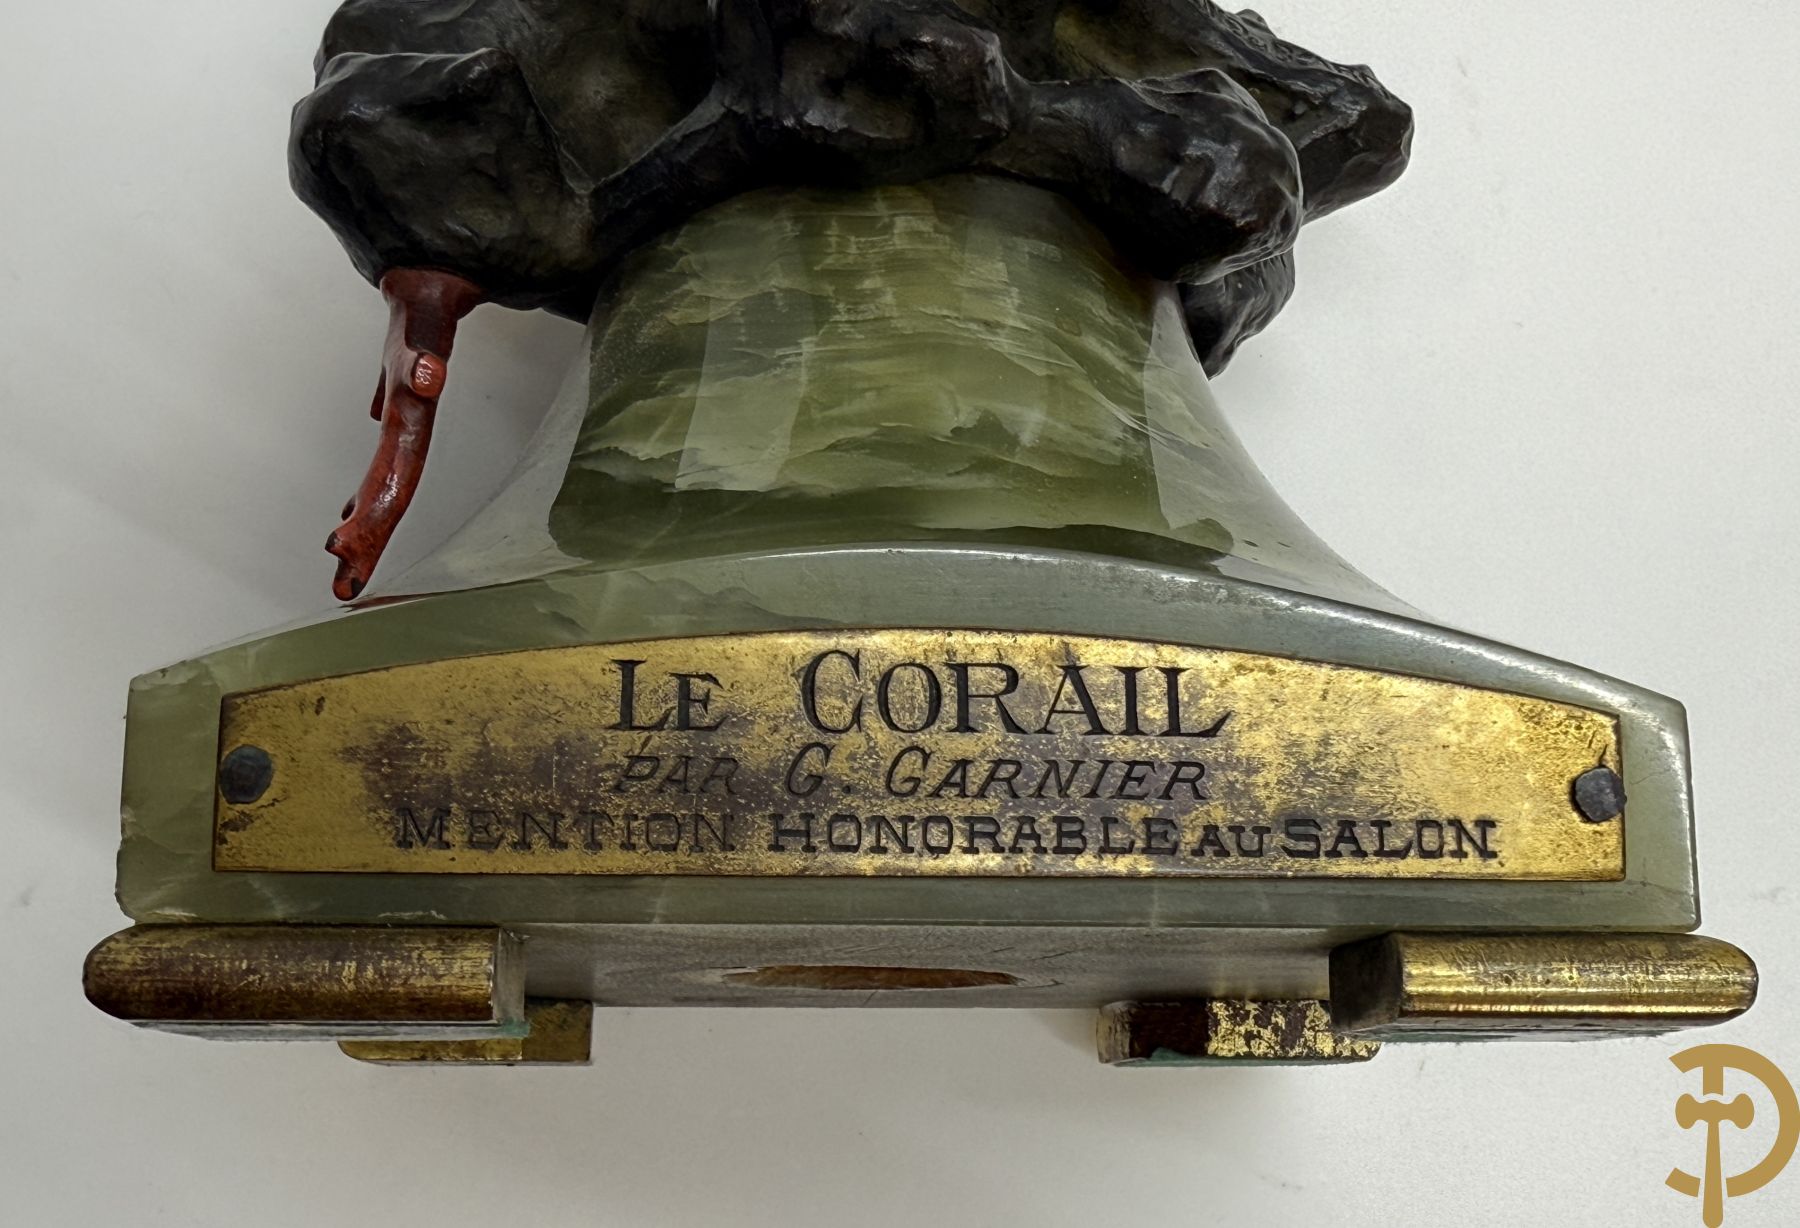 LE CORAIL
PAR G. GARNIER
MENTION HONORABLE AU SALON